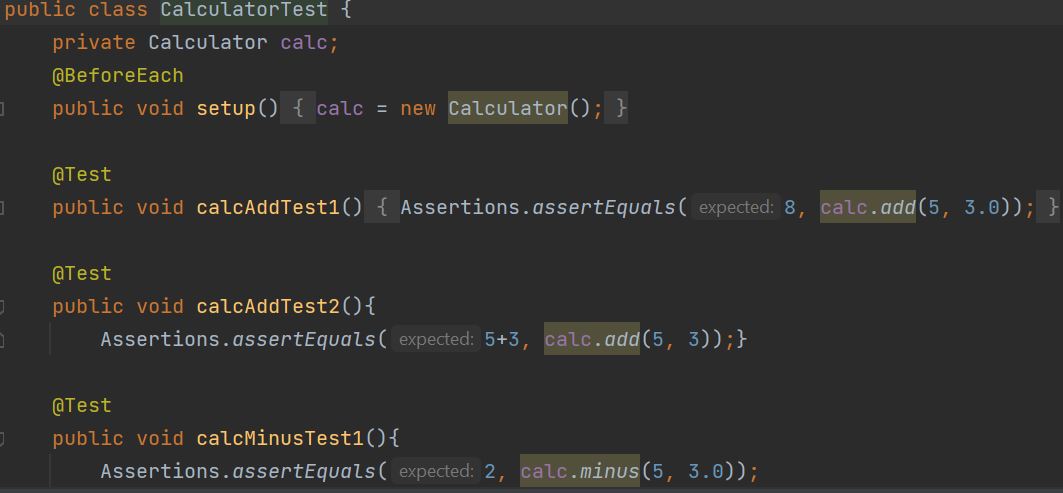 public class CalculatorTest {
private Calculator calc;
@BeforeEach
public void setup() { calc = new Calculator(); }
@Test
public void calcAddTest1() { Assertions.assertEquals( expected: 8, calc.add(5, 3.0)); }
@Test
public void calcAddTest2(){
Assertions.assertEquals( expected: 5+3, calc.add(5, 3));}
@Test
public void calcMinusTest1(){
Assertions.assertEquals( expected: 2, calc.minus(5, 3.0));